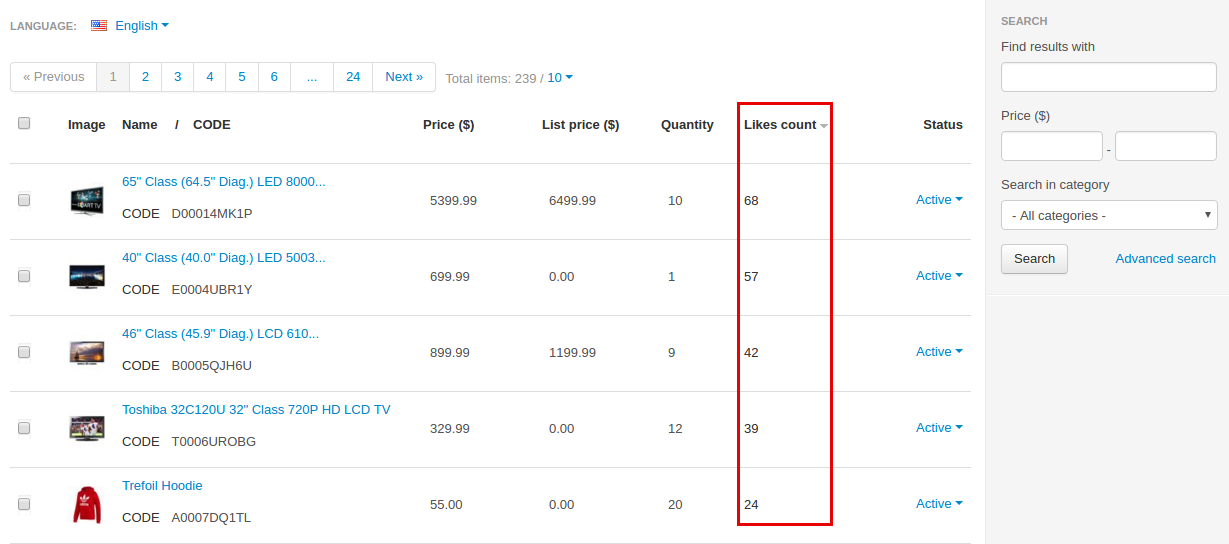 LANGUAGE: English
« Previous 1 2 3 4 5 6 ... 24 Next » Total items: 239 / 10
Image Name / CODE Price ($) List price ($) Quantity Likes count Status
65" Class (64.5" Diag.) LED 8000...
CODE D00014MK1P 5399.99 6499.99 10 68 Active
40" Class (40.0" Diag.) LED 5003...
CODE E0004UBR1Y 699.99 0.00 1 57 Active
46" Class (45.9" Diag.) LCD 610...
CODE B0005QJH6U 899.99 1199.99 9 42 Active
Toshiba 32C120U 32" Class 720P HD LCD TV
CODE T0006UROBG 329.99 0.00 12 39 Active
Trefoil Hoodie
CODE A0007DQ1TL 55.00 0.00 20 24 Active
SEARCH
Find results with
Price ($)
-
Search in category
- All categories -
Search Advanced search